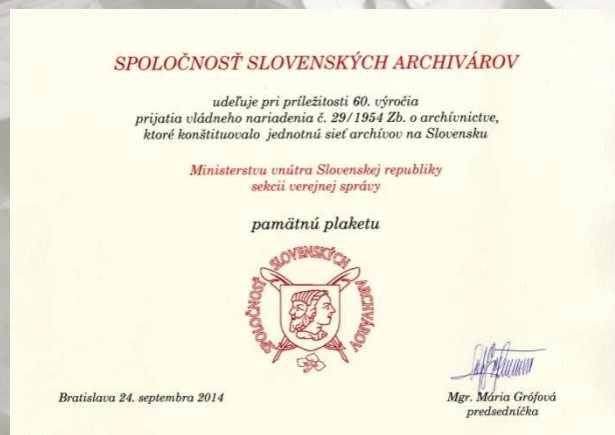 SPOLOČNOSŤ SLOVENSKÝCH ARCHIVÁROV
udeľuje pri príležitosti 60. výročia
prijatia vládneho nariadenia č. 29/1954 Zb. o archívnictve,
ktoré konštituovalo jednotnú sieť archívov na Slovensku
Ministerstvu vnútra Slovenskej republiky
sekcii verejnej správy
pamätnú plaketu
SPOLOČNOSŤ SLOVENSKÝCH ARCHIVÁROV
Bratislava 24. septembra 2014
Mgr. Mária Grófová
predsedníčka